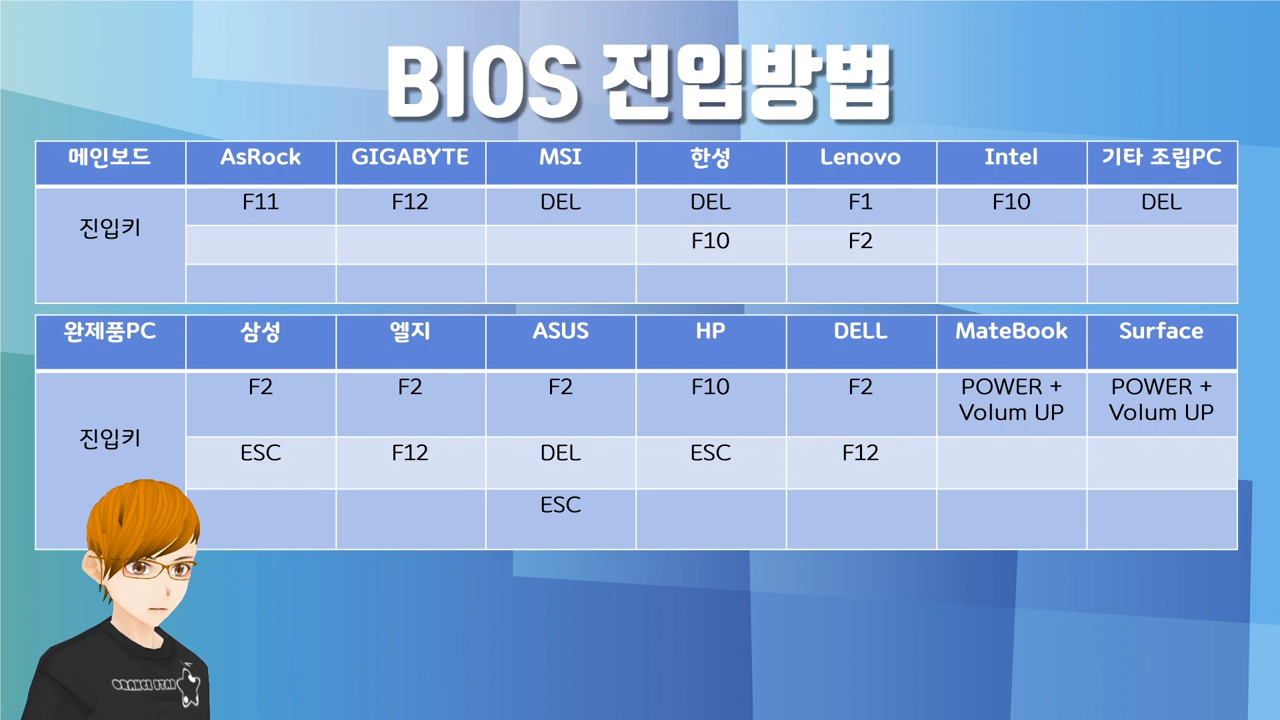 BIOS 진입방법
메인보드 AsRock GIGABYTE MSI 한성 Lenovo Intel 기타 조립PC
진입키 F11 F12 DEL DEL F1 F10 DEL
F10 F2
완제품PC 삼성 엘지 ASUS HP DELL MateBook Surface
진입키 F2 F2 F2 F10 F2 POWER + Volum UP POWER + Volum UP
ESC F12 DEL ESC F12
ESC
ORANGE STAR